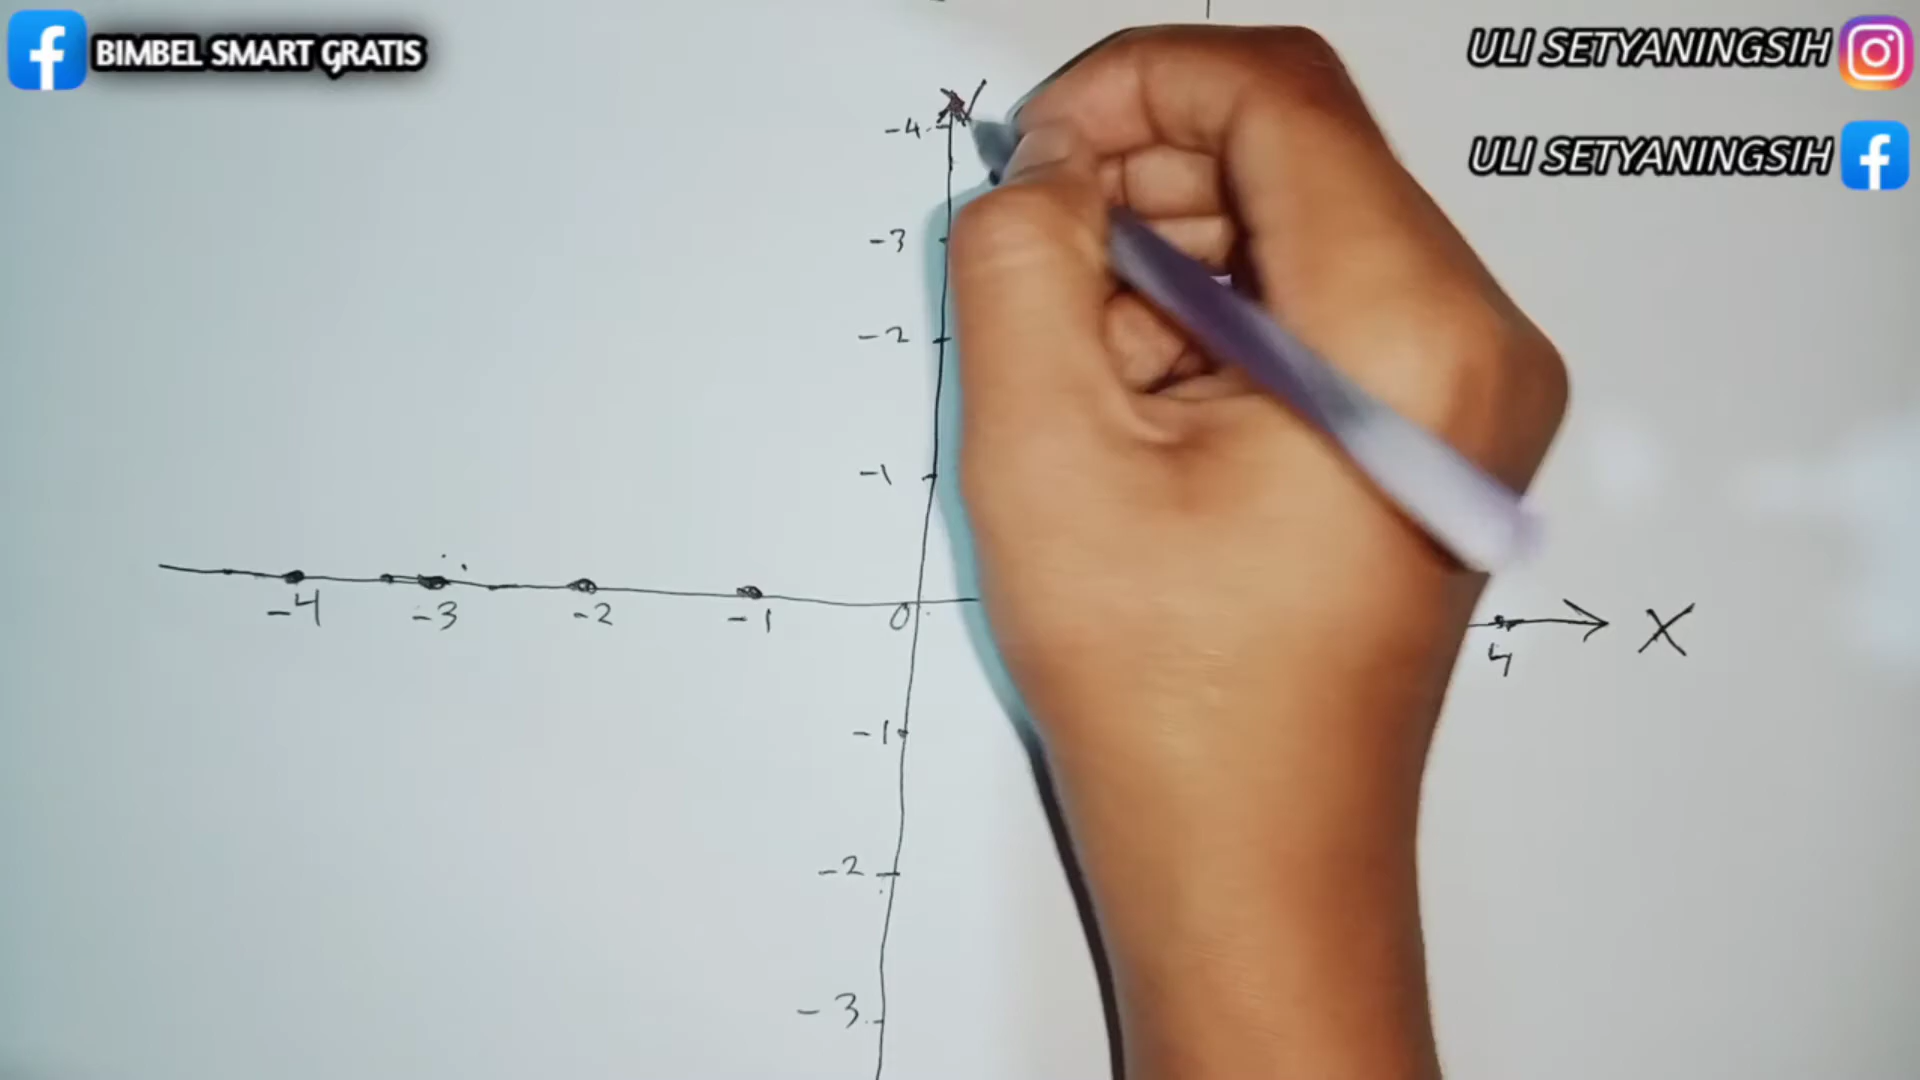 BIMBEL SMART GRATIS
ULI SETYANINGSIH
ULI SETYANINGSIH
-4
-3
-2
-1
-4 -3 -2 -1 0 4 X
-1
-2
-3